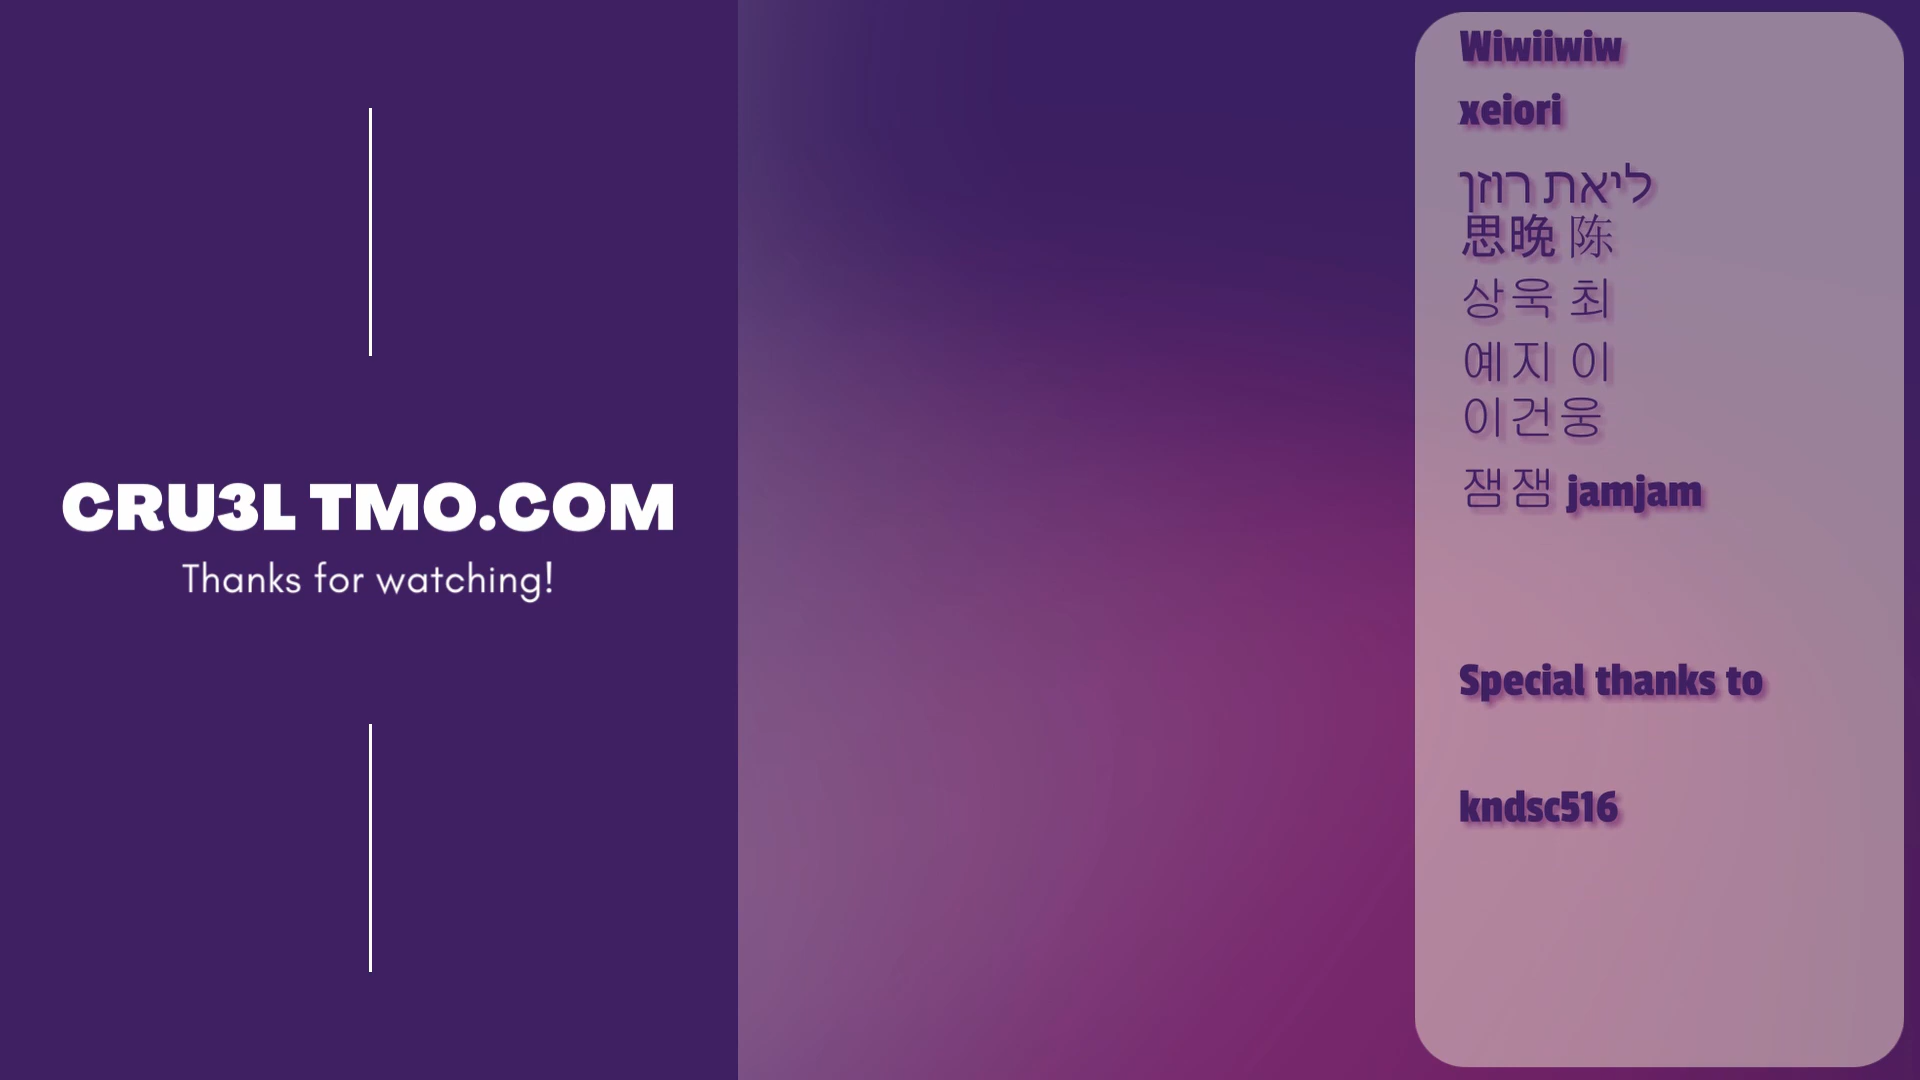 CRU3L TMO.COM
Thanks for watching!
Wiwiiwiw
xeiori
ליאת רוזן
思晚 陈
상욱 최
예지 이
이건웅
잼잼 jamjam
Special thanks to
kndsc516